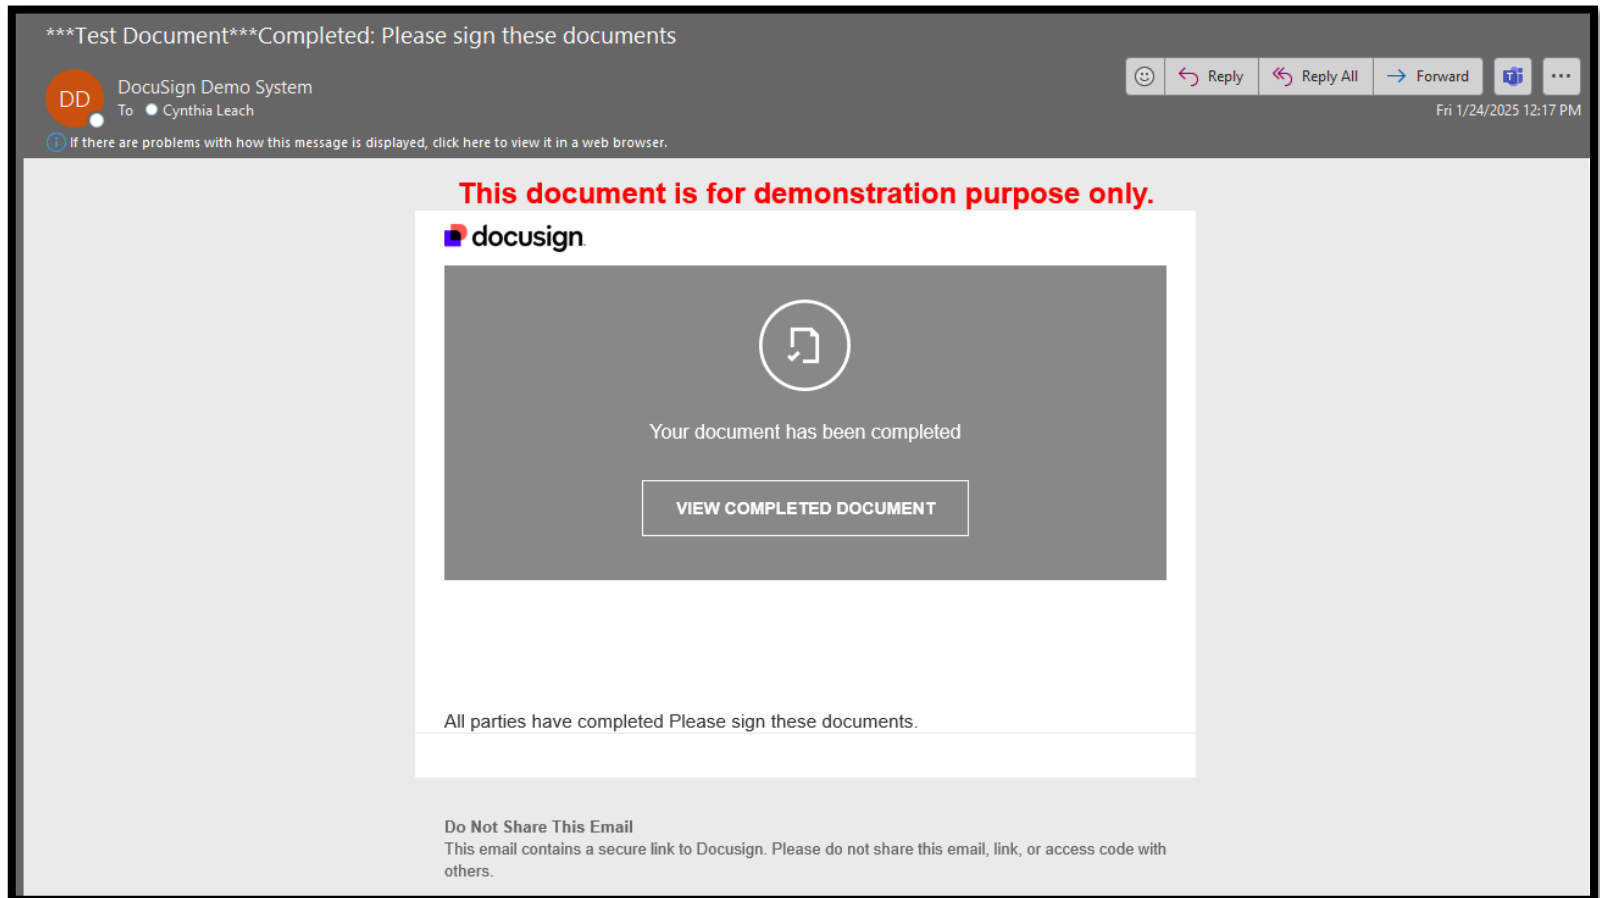 ***Test Document***Completed: Please sign these documents
DD
DocuSign Demo System
To Cynthia Leach
Reply
Reply All
Forward
Fri 1/24/2025 12:17 PM
If there are problems with how this message is displayed, click here to view it in a web browser.
This document is for demonstration purpose only.
docusign
Your document has been completed
VIEW COMPLETED DOCUMENT
All parties have completed Please sign these documents.
Do Not Share This Email
This email contains a secure link to Docusign. Please do not share this email, link, or access code with
others.